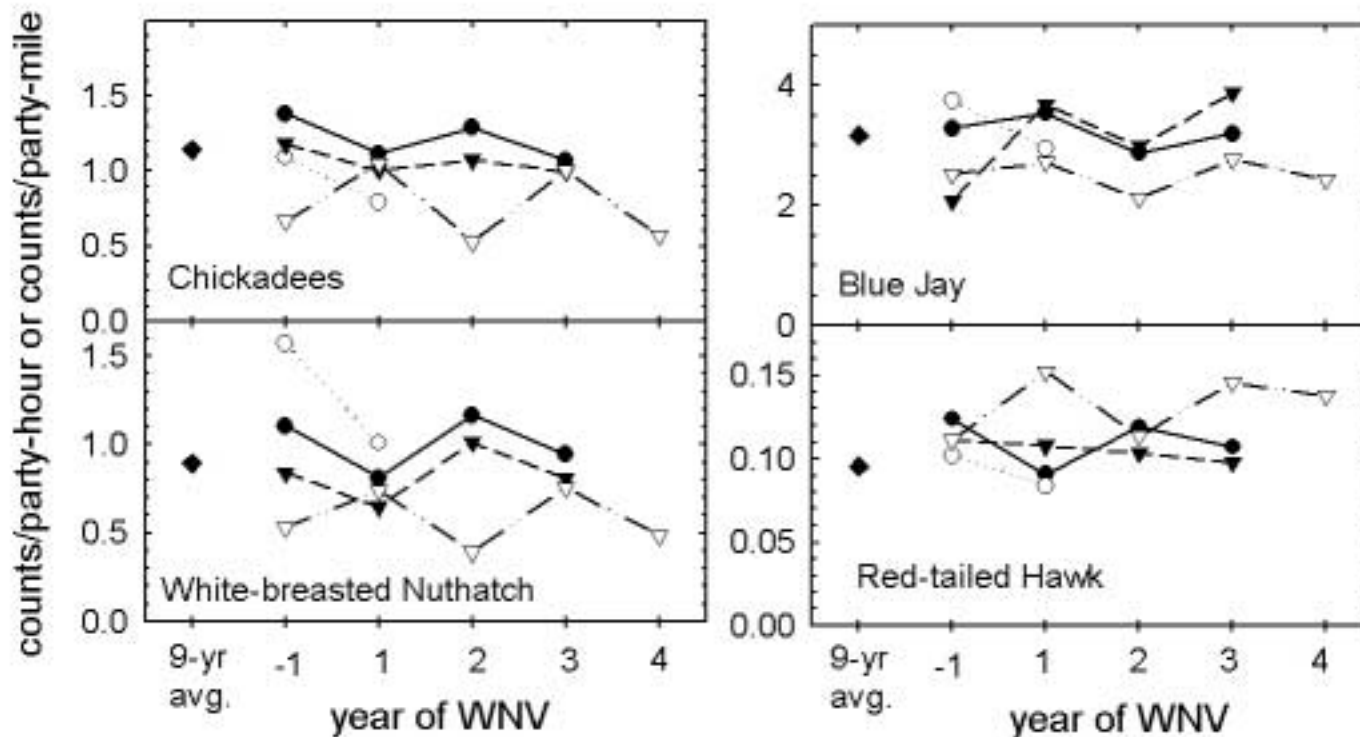 counts/party-hour or counts/party-mile
1.5
1.0
0.5
0.0
Chickadees
4
2
0
Blue Jay
1.5
1.0
0.5
0.0
White-breasted Nuthatch
0.15
0.10
0.05
0.00
Red-tailed Hawk
9-yr
avg.
-1 1 2 3 4
year of WNV
9-yr
avg.
-1 1 2 3 4
year of WNV